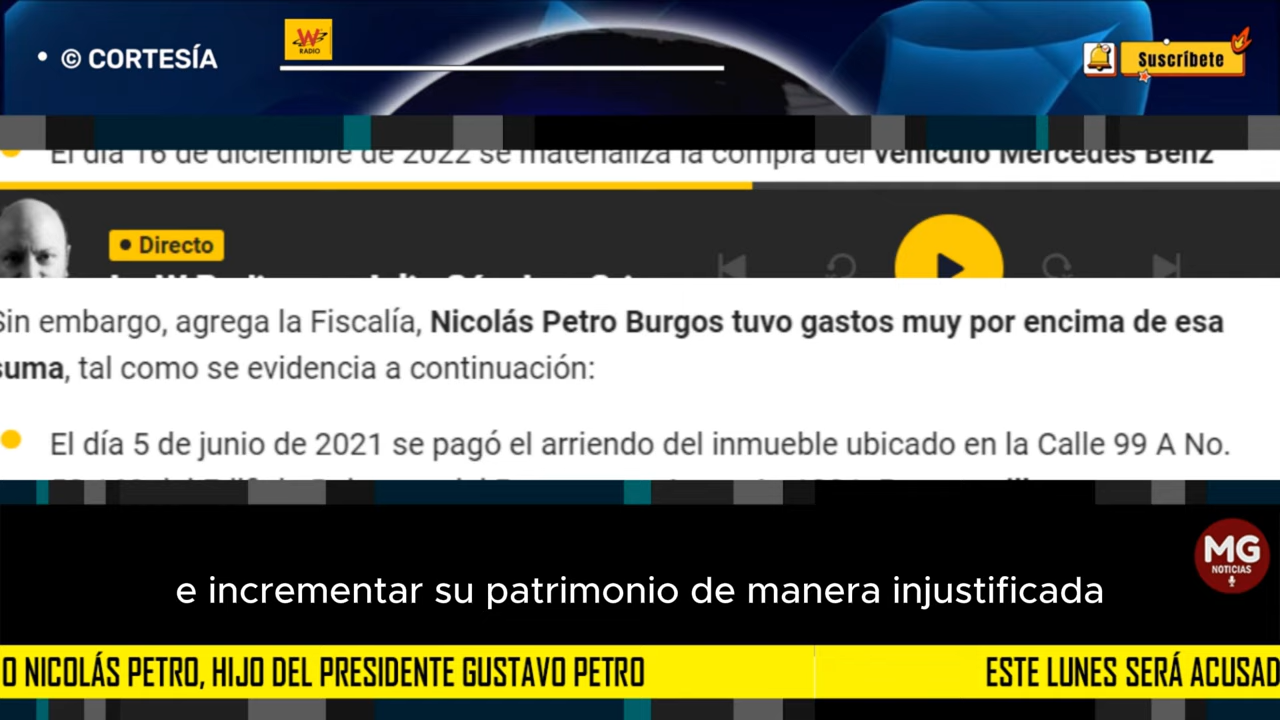 • © CORTESÍA
W
RADIO
Suscríbete
El día 16 de diciembre de 2022 se materializa la compra del vehículo Mercedes Benz
• Directo
Sin embargo, agrega la Fiscalía, Nicolás Petro Burgos tuvo gastos muy por encima de esa
suma, tal como se evidencia a continuación:
El día 5 de junio de 2021 se pagó el arriendo del inmueble ubicado en la Calle 99 A No.
MG
NOTICIAS
e incrementar su patrimonio de manera injustificada
O NICOLÁS PETRO, HIJO DEL PRESIDENTE GUSTAVO PETRO
ESTE LUNES SERÁ ACUSAD